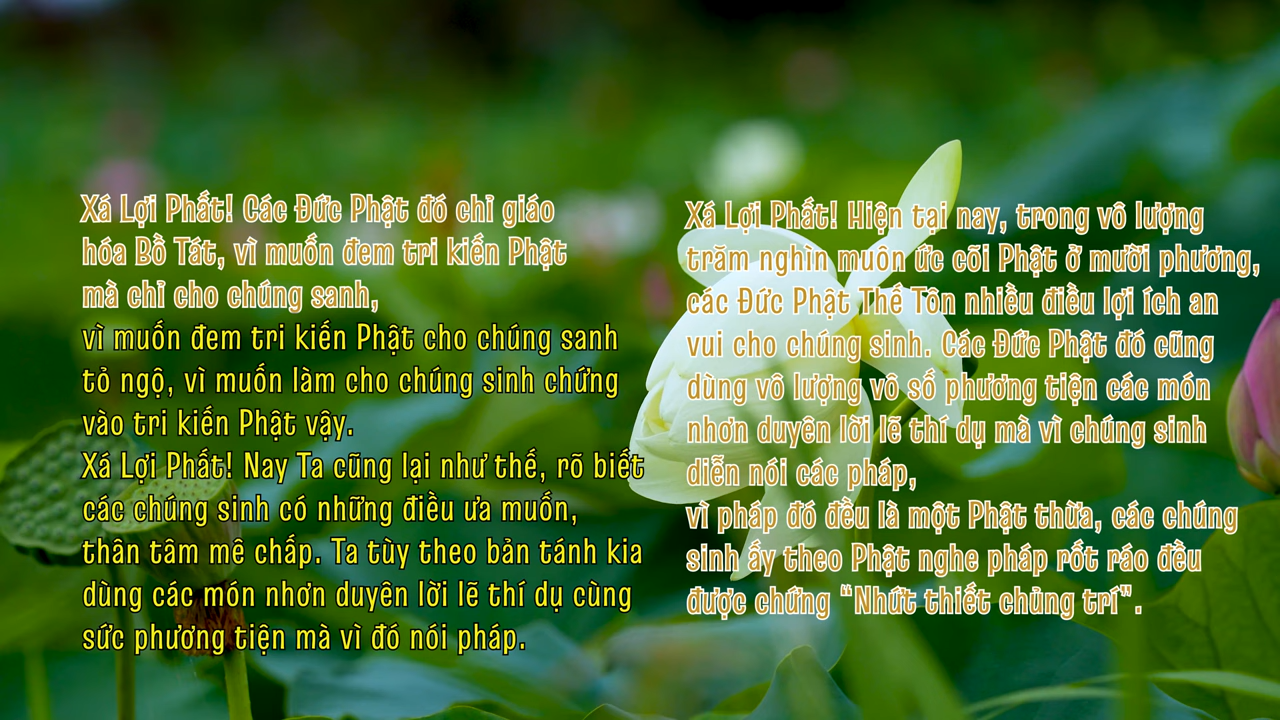 Xá Lợi Phất! Các Đức Phật đó chỉ giáo
hóa Bồ Tát, vì muốn đem tri kiến Phật
mà chỉ cho chúng sanh,
vì muốn đem tri kiến Phật cho chúng sanh
tỏ ngộ, vì muốn làm cho chúng sinh chứng
vào tri kiến Phật vậy.
Xá Lợi Phất! Nay Ta cũng lại như thế, rõ biết
các chúng sinh có những điều ưa muốn,
thân tâm mê chấp. Ta tùy theo bản tánh kia
dùng các món nhơn duyên lời lẽ thí dụ cùng
sức phương tiện mà vì đó nói pháp.
Xá Lợi Phất! Hiện tại nay, trong vô lượng
trăm nghìn muôn ức cõi Phật ở mười phương,
các Đức Phật Thế Tôn nhiều điều lợi ích an
vui cho chúng sinh. Các Đức Phật đó cũng
dùng vô lượng vô số phương tiện các món
nhơn duyên lời lẽ thí dụ mà vì chúng sinh
diễn nói các pháp,
vì pháp đó đều là một Phật thừa, các chúng
sinh ấy theo Phật nghe pháp rốt ráo đều
được chứng “Nhứt thiết chủng trí”.